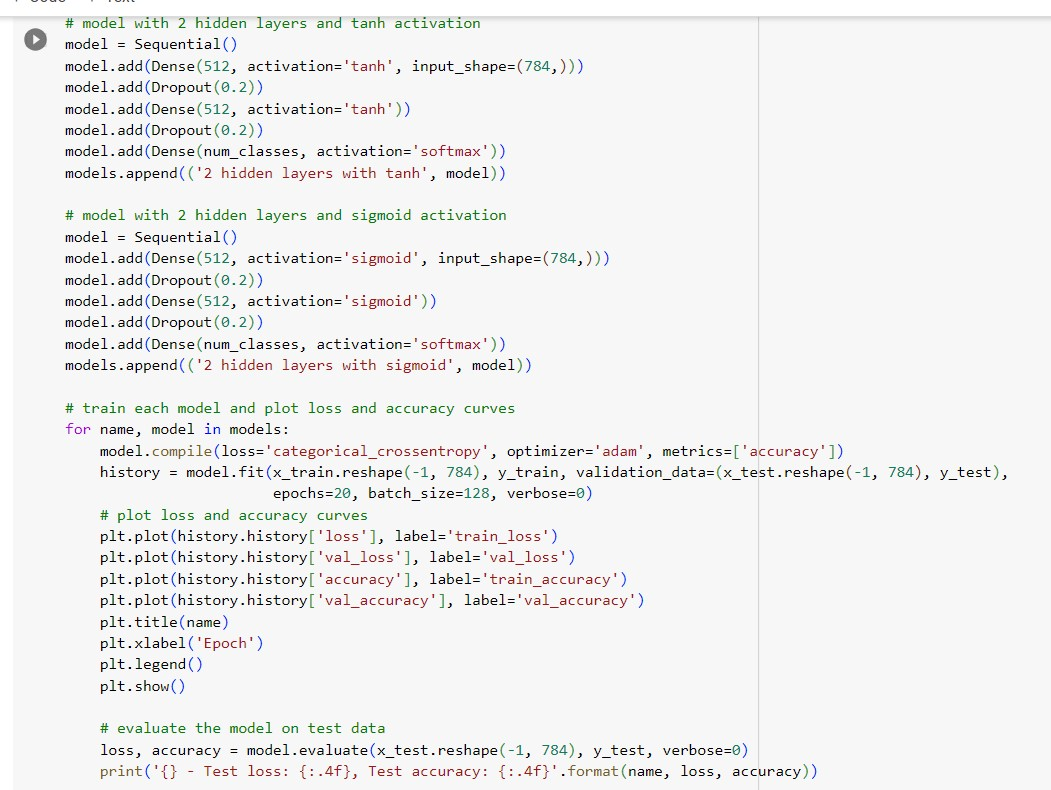 # model with 2 hidden layers and tanh activation
model = Sequential()
model.add(Dense(512, activation='tanh', input_shape=(784,)))
model.add(Dropout(0.2))
model.add(Dense(512, activation='tanh'))
model.add(Dropout(0.2))
model.add(Dense(num_classes, activation='softmax'))
models.append(('2 hidden layers with tanh', model))

# model with 2 hidden layers and sigmoid activation
model = Sequential()
model.add(Dense(512, activation='sigmoid', input_shape=(784,)))
model.add(Dropout(0.2))
model.add(Dense(512, activation='sigmoid'))
model.add(Dropout(0.2))
model.add(Dense(num_classes, activation='softmax'))
models.append(('2 hidden layers with sigmoid', model))

# train each model and plot loss and accuracy curves
for name, model in models:
    model.compile(loss='categorical_crossentropy', optimizer='adam', metrics=['accuracy'])
    history = model.fit(x_train.reshape(-1, 784), y_train, validation_data=(x_test.reshape(-1, 784), y_test),
                        epochs=20, batch_size=128, verbose=0)
    # plot loss and accuracy curves
    plt.plot(history.history['loss'], label='train_loss')
    plt.plot(history.history['val_loss'], label='val_loss')
    plt.plot(history.history['accuracy'], label='train_accuracy')
    plt.plot(history.history['val_accuracy'], label='val_accuracy')
    plt.title(name)
    plt.xlabel('Epoch')
    plt.legend()
    plt.show()

    # evaluate the model on test data
    loss, accuracy = model.evaluate(x_test.reshape(-1, 784), y_test, verbose=0)
    print('{} - Test loss: {:.4f}, Test accuracy: {:.4f}'.format(name, loss, accuracy))